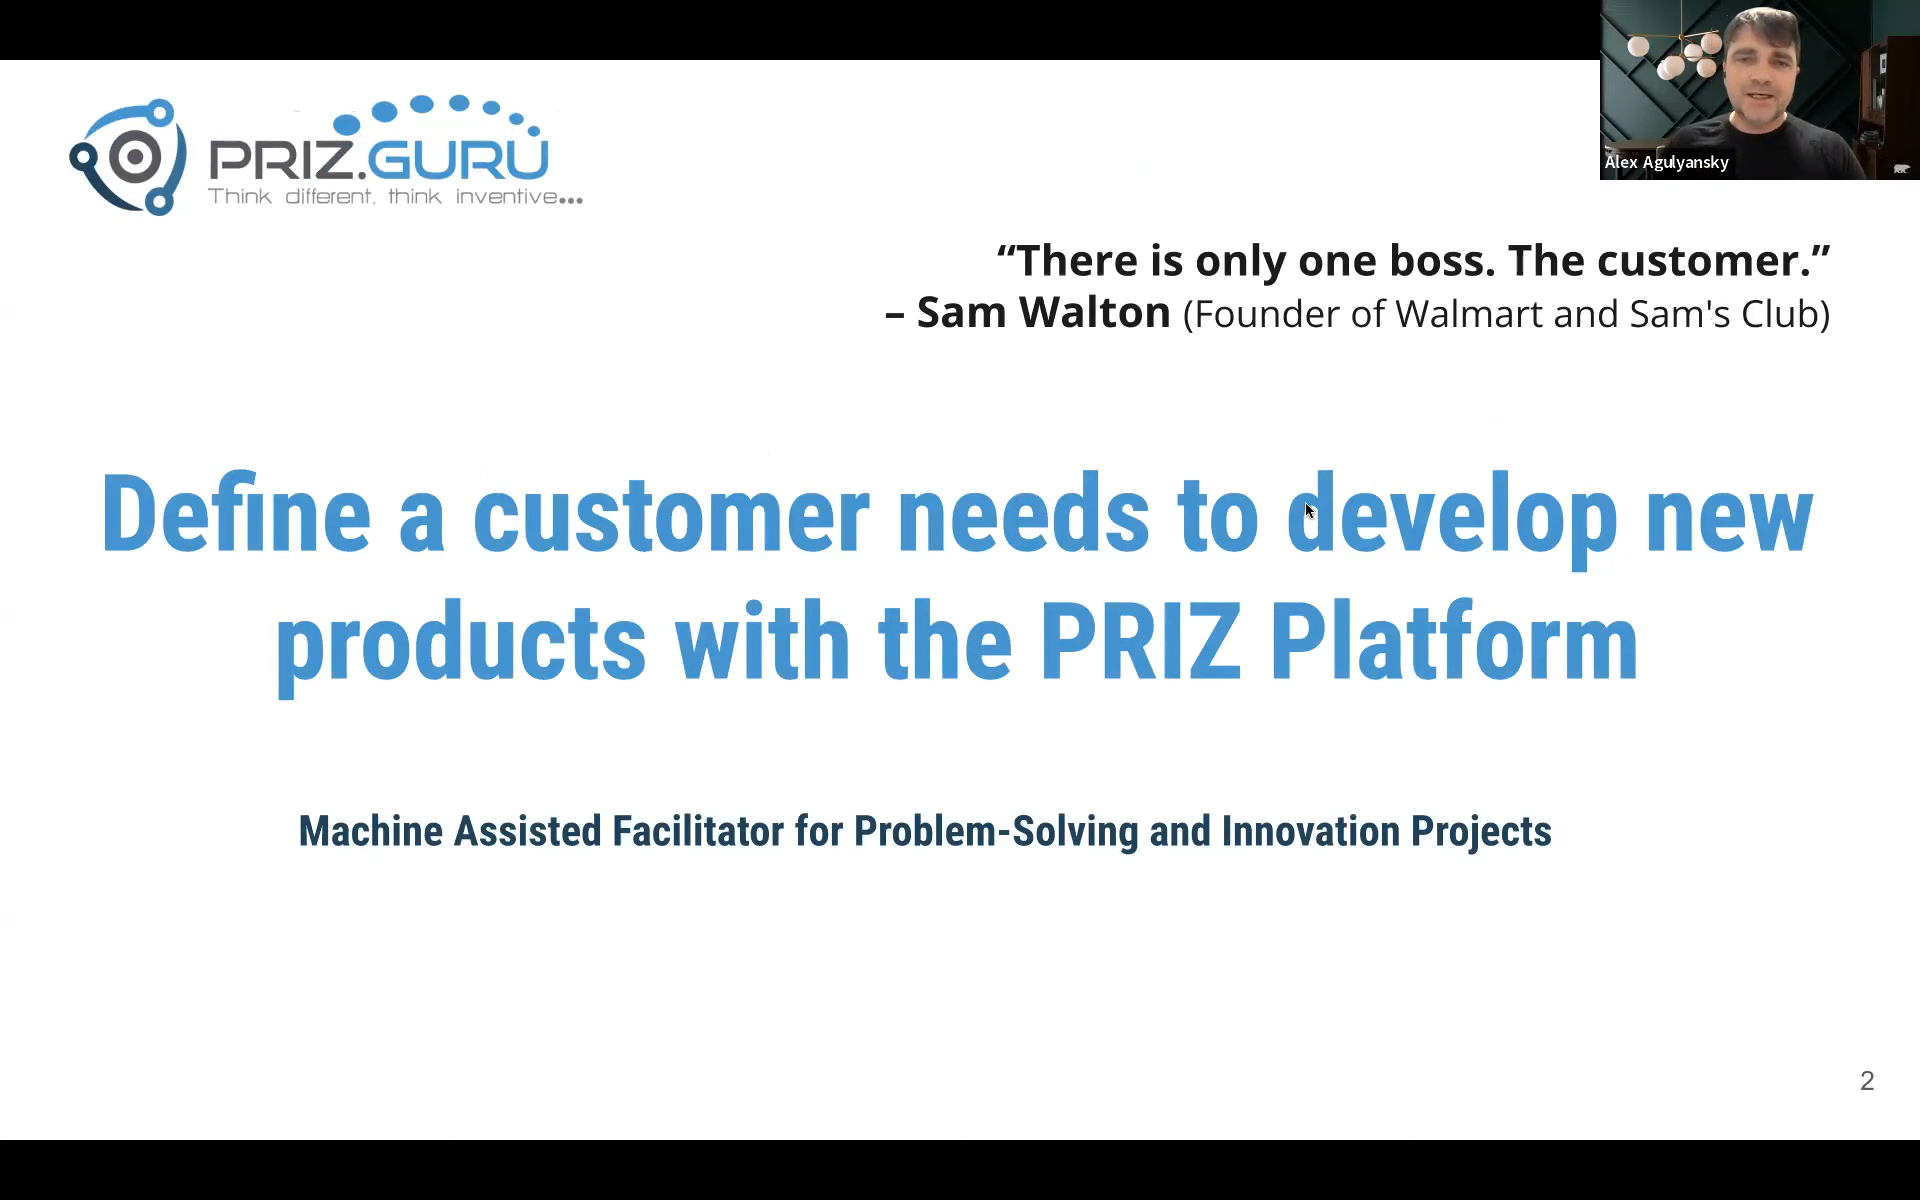 PRIZ.GURU
Think different, think inventive...
Alex Agulyansky
“There is only one boss. The customer.”
– Sam Walton (Founder of Walmart and Sam's Club)
Define a customer needs to develop new
products with the PRIZ Platform
Machine Assisted Facilitator for Problem-Solving and Innovation Projects
2